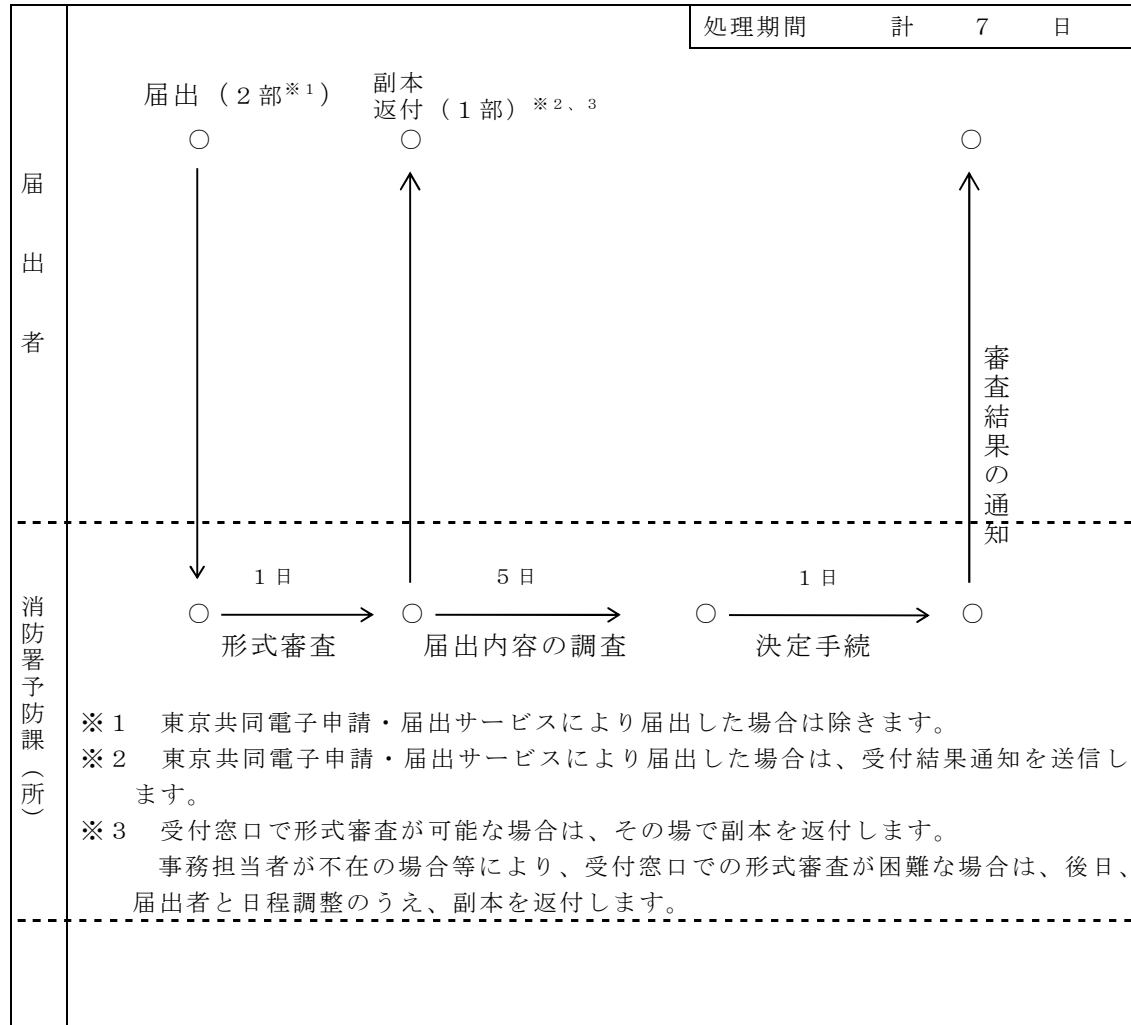 処理期間 計 7 日
届出(2部※1)
副本
返付(1部)※2、3
○ ○ ○
届出者
審査結果の通知
1日 5日 1日
○ ○ ○ ○
形式審査 届出内容の調査 決定手続
消防署予防課(所)
※1 東京共同電子申請・届出サービスにより届出した場合は除きます。
※2 東京共同電子申請・届出サービスにより届出した場合は、受付結果通知を送信し
ます。
※3 受付窓口で形式審査が可能な場合は、その場で副本を返付します。
事務担当者が不在の場合等により、受付窓口での形式審査が困難な場合は、後日、
届出者と日程調整のうえ、副本を返付します。